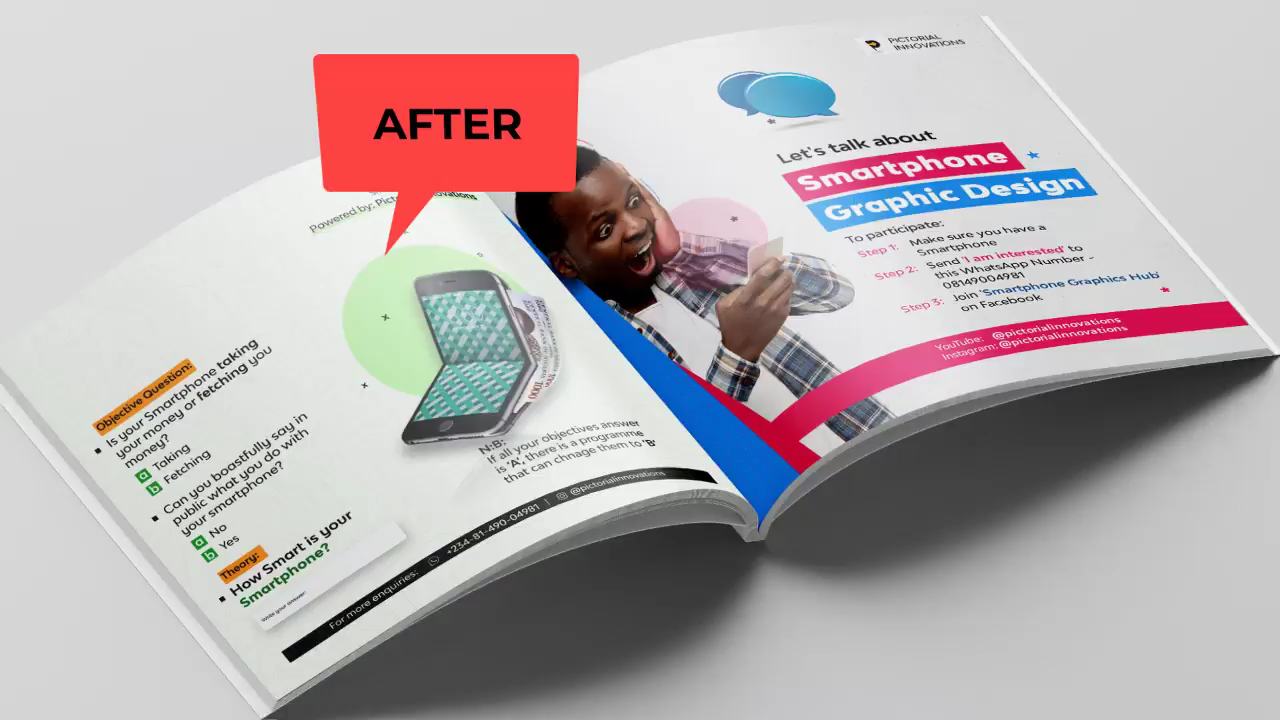 AFTER
Powered by:
Objective Question:
Is your Smartphone taking
your money or fetching you
money?
a Taking
b Fetching
Can you boastfully say in
public what you do with
your smartphone?
a No
b Yes
Theory:
How Smart is your
Smartphone?
write your answer:
N:B:
If all your objectives answer
is 'A', there is a programme
that can chnage them to 'B'
For more enquiries: +234-81-490-04981 | @pictorialinnovations
PICTORIAL
INNOVATIONS
Let's talk about
Smartphone
Graphic Design
To participate:
Step 1: Make sure you have a
Smartphone
Step 2: Send 'I am interested' to
this WhatsApp Number -
08149004981
Step 3: Join 'Smartphone Graphics Hub'
on Facebook
YouTube: @pictorialinnovations
Instagram: @pictorialinnovations